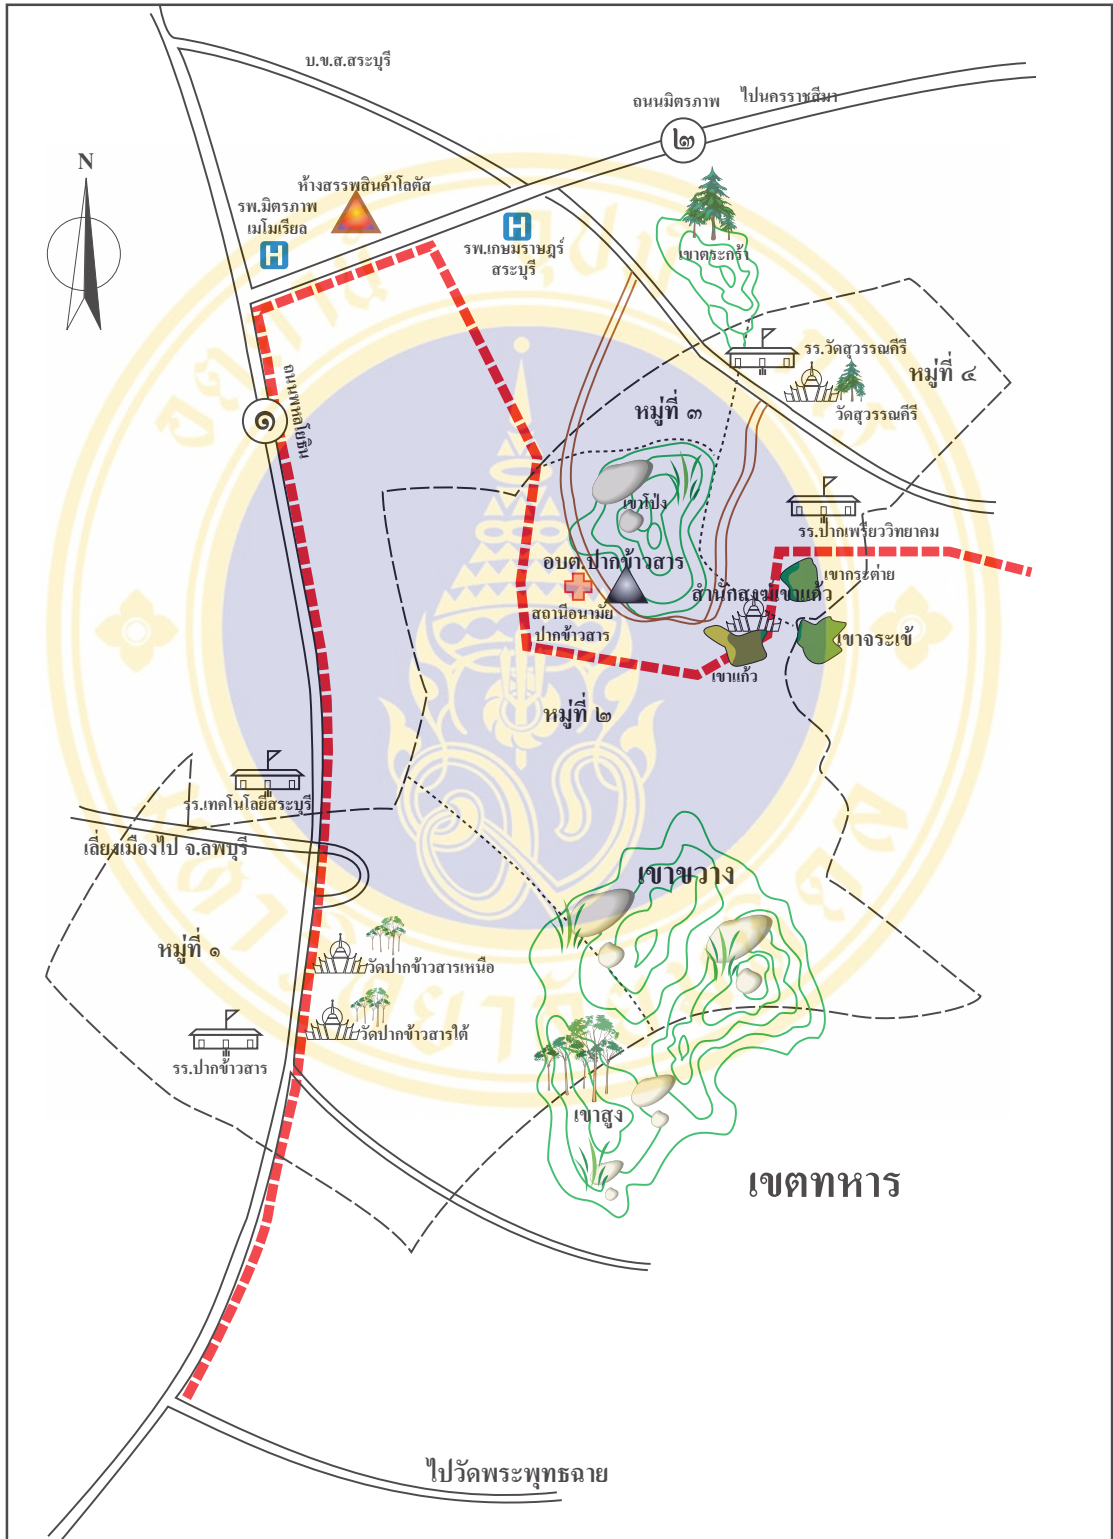 บ.ข.ส.สระบุรี
ถนนมิตรภาพ
ไปนครราชสีมา
๒
N
ห้างสรรพสินค้าโลตัส
รพ.มิตรภาพ
เมโมเรียล
H
H
รพ.เกษมราษฎร์
สระบุรี
เขาตระกร้า
รร.วัดสุวรรณคีรี
หมู่ที่ ๔
วัดสุวรรณคีรี
ถนนพหลโยธิน
๑
หมู่ที่ ๓
เขาโป่ง
รร.ปากเพรียววิทยาคม
อบต.ปากข้าวสาร
เขากระต่าย
สำนักสงฆ์เขาแก้ว
สถานีอนามัย
ปากข้าวสาร
เขาจระเข้
เขาแก้ว
หมู่ที่ ๒
รร.เทคโนโลยีสระบุรี
เลี่ยงเมืองไป จ.ลพบุรี
เขาขวาง
หมู่ที่ ๑
วัดปากข้าวสารเหนือ
วัดปากข้าวสารใต้
รร.ปากข้าวสาร
เขาสูง
เขตทหาร
ไปวัดพระพุทธฉาย